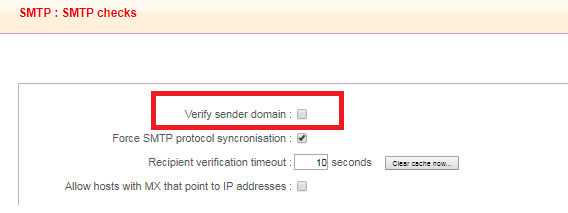 SMTP : SMTP checks
Verify sender domain :
Force SMTP protocol syncronisation :
Recipient verification timeout : 10 seconds Clear cache now...
Allow hosts with MX that point to IP addresses :